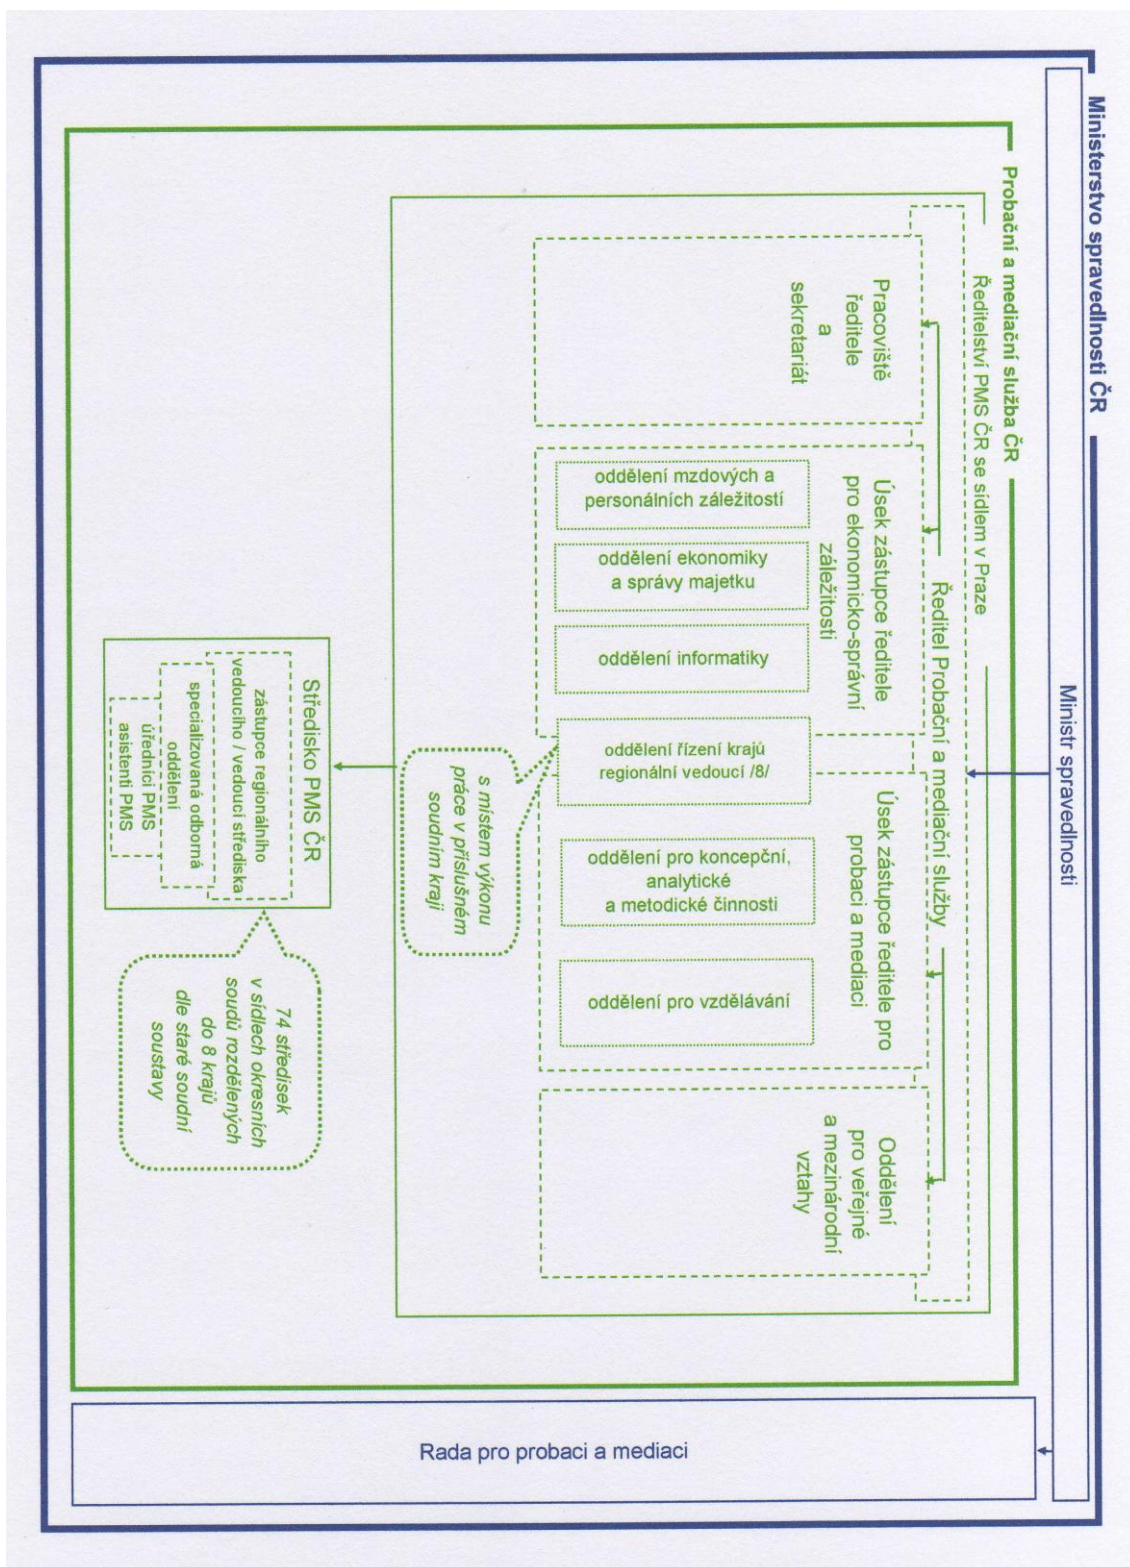 Ministerstvo spravedlnosti ČR
Ministr spravedlnosti
Probační a mediační služba ČR
Ředitelství PMS ČR se sídlem v Praze
Ředitel Probační a mediační služby
Pracoviště
ředitele
a
sekretariát
Úsek zástupce ředitele
pro ekonomicko-správní
záležitosti
oddělení mzdových a
personálních záležitostí
oddělení ekonomiky
a správy majetku
oddělení informatiky
oddělení řízení krajů
regionální vedoucí /8/
Úsek zástupce ředitele pro
probaci a mediaci
oddělení pro koncepční,
analytické
a metodické činnosti
oddělení pro vzdělávání
Oddělení
pro veřejné
a mezinárodní
vztahy
s místem výkonu
práce v příslušném
soudním kraji
Středisko PMS ČR
zástupce regionálního
vedoucího / vedoucí střediska
specializovaná odborná
oddělení
úředníci PMS
asistenti PMS
74 středisek
v sídlech okresních
soudů rozdělených
do 8 krajů
dle staré soudní
soustavy
Rada pro probaci a mediaci